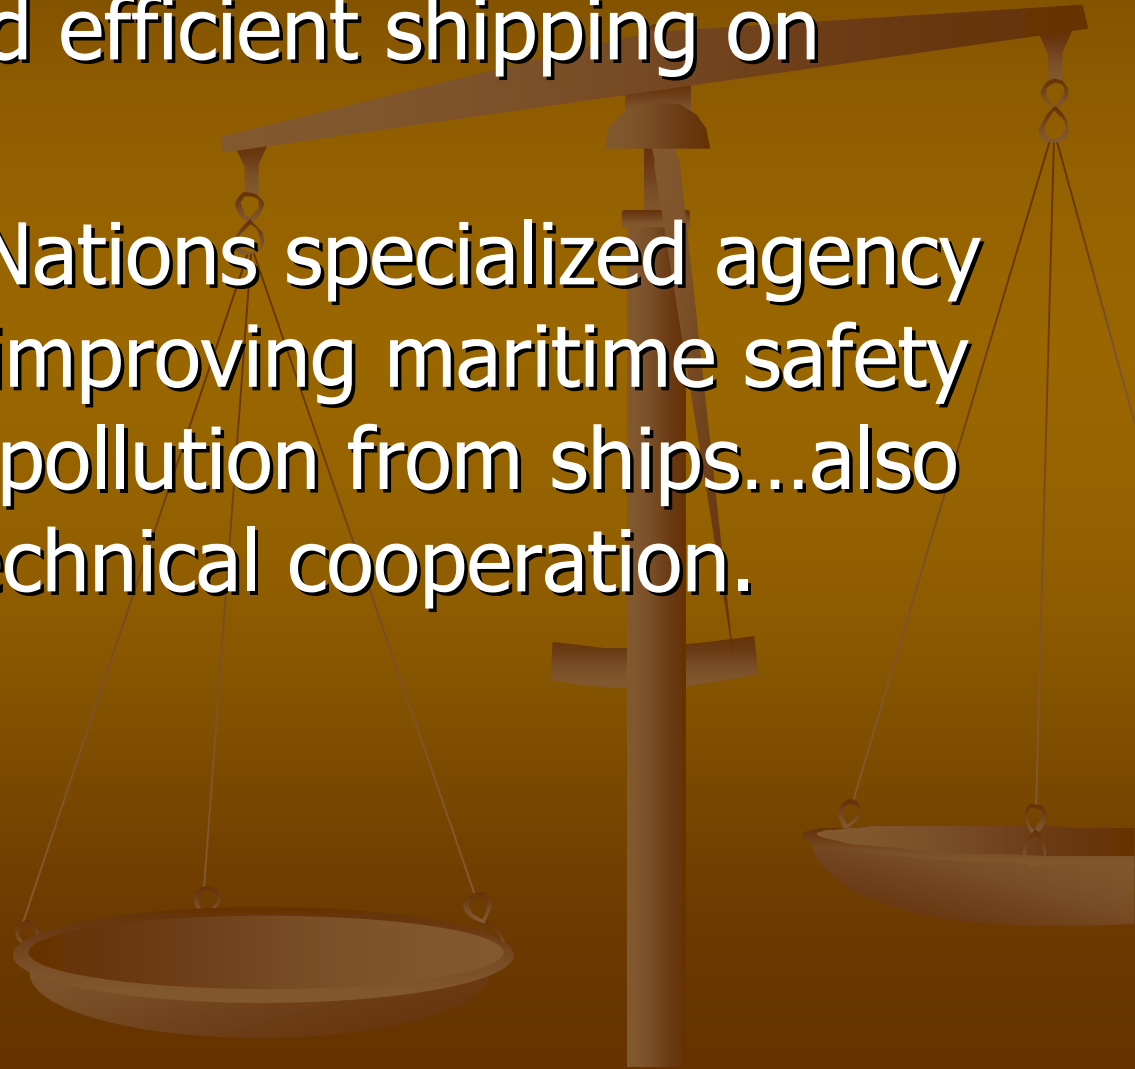 efficient shipping on
Nations specialized agency
improving maritime safety
pollution from ships...also
echnical cooperation.